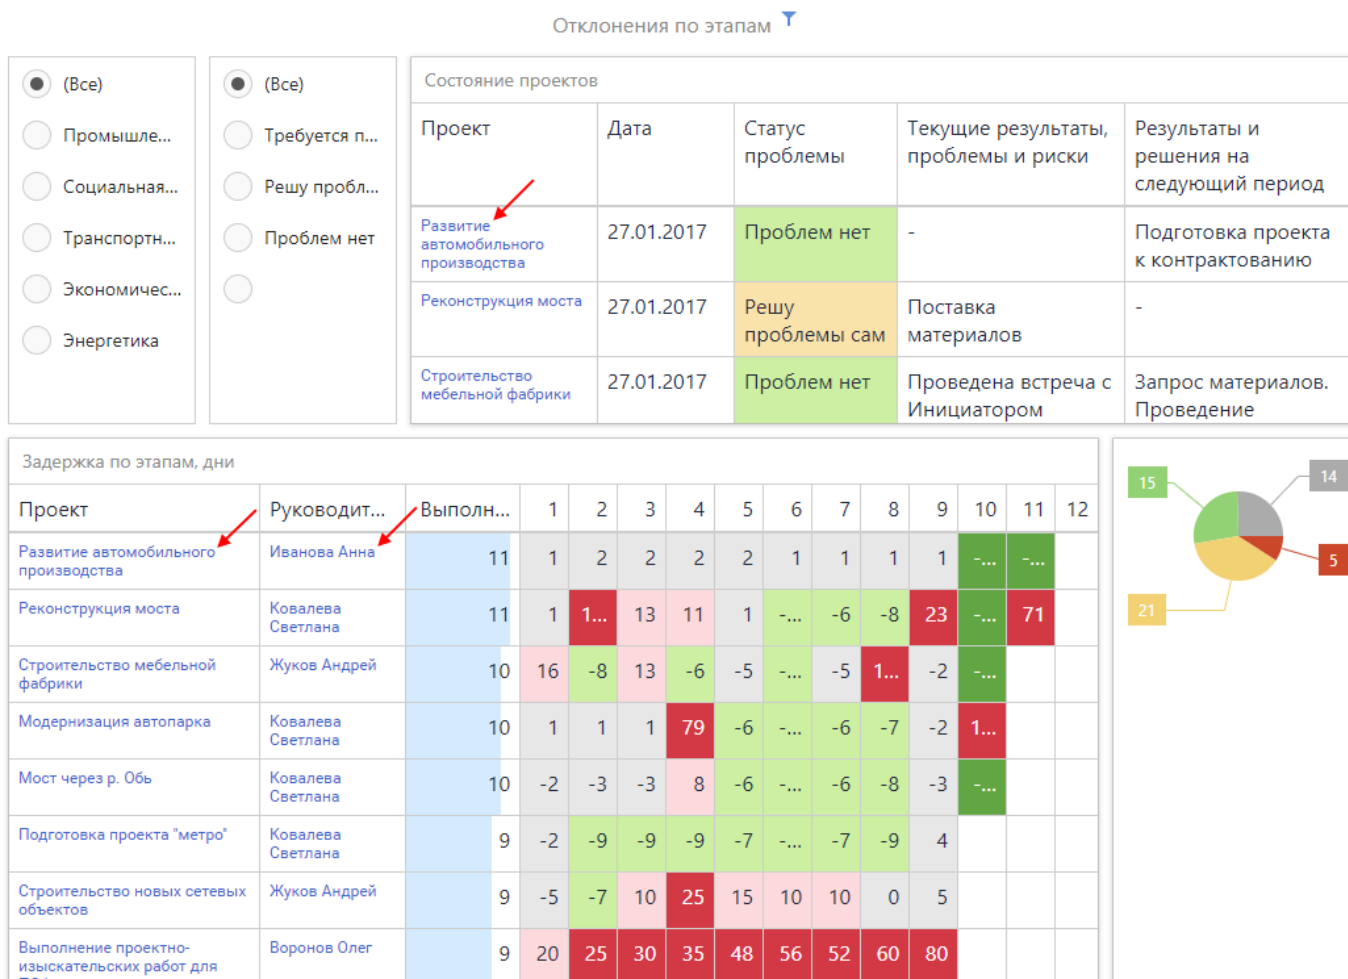 Отклонения по этапам
(Все)
Промышле...
Социальная...
Транспортн...
Экономичес...
Энергетика
(Все)
Требуется п...
Решу пробл...
Проблем нет
Состояние проектов
Проект Дата Статус проблемы Текущие результаты, проблемы и риски Результаты и решения на следующий период
Развитие автомобильного производства 27.01.2017 Проблем нет - Подготовка проекта к контрактованию
Реконструкция моста 27.01.2017 Решу проблемы сам Поставка материалов -
Строительство мебельной фабрики 27.01.2017 Проблем нет Проведена встреча с Инициатором Запрос материалов. Проведение
Задержка по этапам, дни
Проект Руководит... Выполн... 1 2 3 4 5 6 7 8 9 10 11 12
Развитие автомобильного производства Иванова Анна 11 1 2 2 2 2 1 1 1 1 -... -...
Реконструкция моста Ковалева Светлана 11 1 1... 13 11 1 -... -6 -8 23 -... 71
Строительство мебельной фабрики Жуков Андрей 10 16 -8 13 -6 -5 -... -5 1... -2 -...
Модернизация автопарка Ковалева Светлана 10 1 1 1 79 -6 -... -6 -7 -2 1...
Мост через р. Обь Ковалева Светлана 10 -2 -3 -3 8 -6 -... -6 -8 -3 -...
Подготовка проекта "метро" Ковалева Светлана 9 -2 -9 -9 -9 -7 -... -7 -9 4
Строительство новых сетевых объектов Жуков Андрей 9 -5 -7 10 25 15 10 10 0 5
Выполнение проектно-изыскательских работ для Воронов Олег 9 20 25 30 35 48 56 52 60 80
15
14
5
21